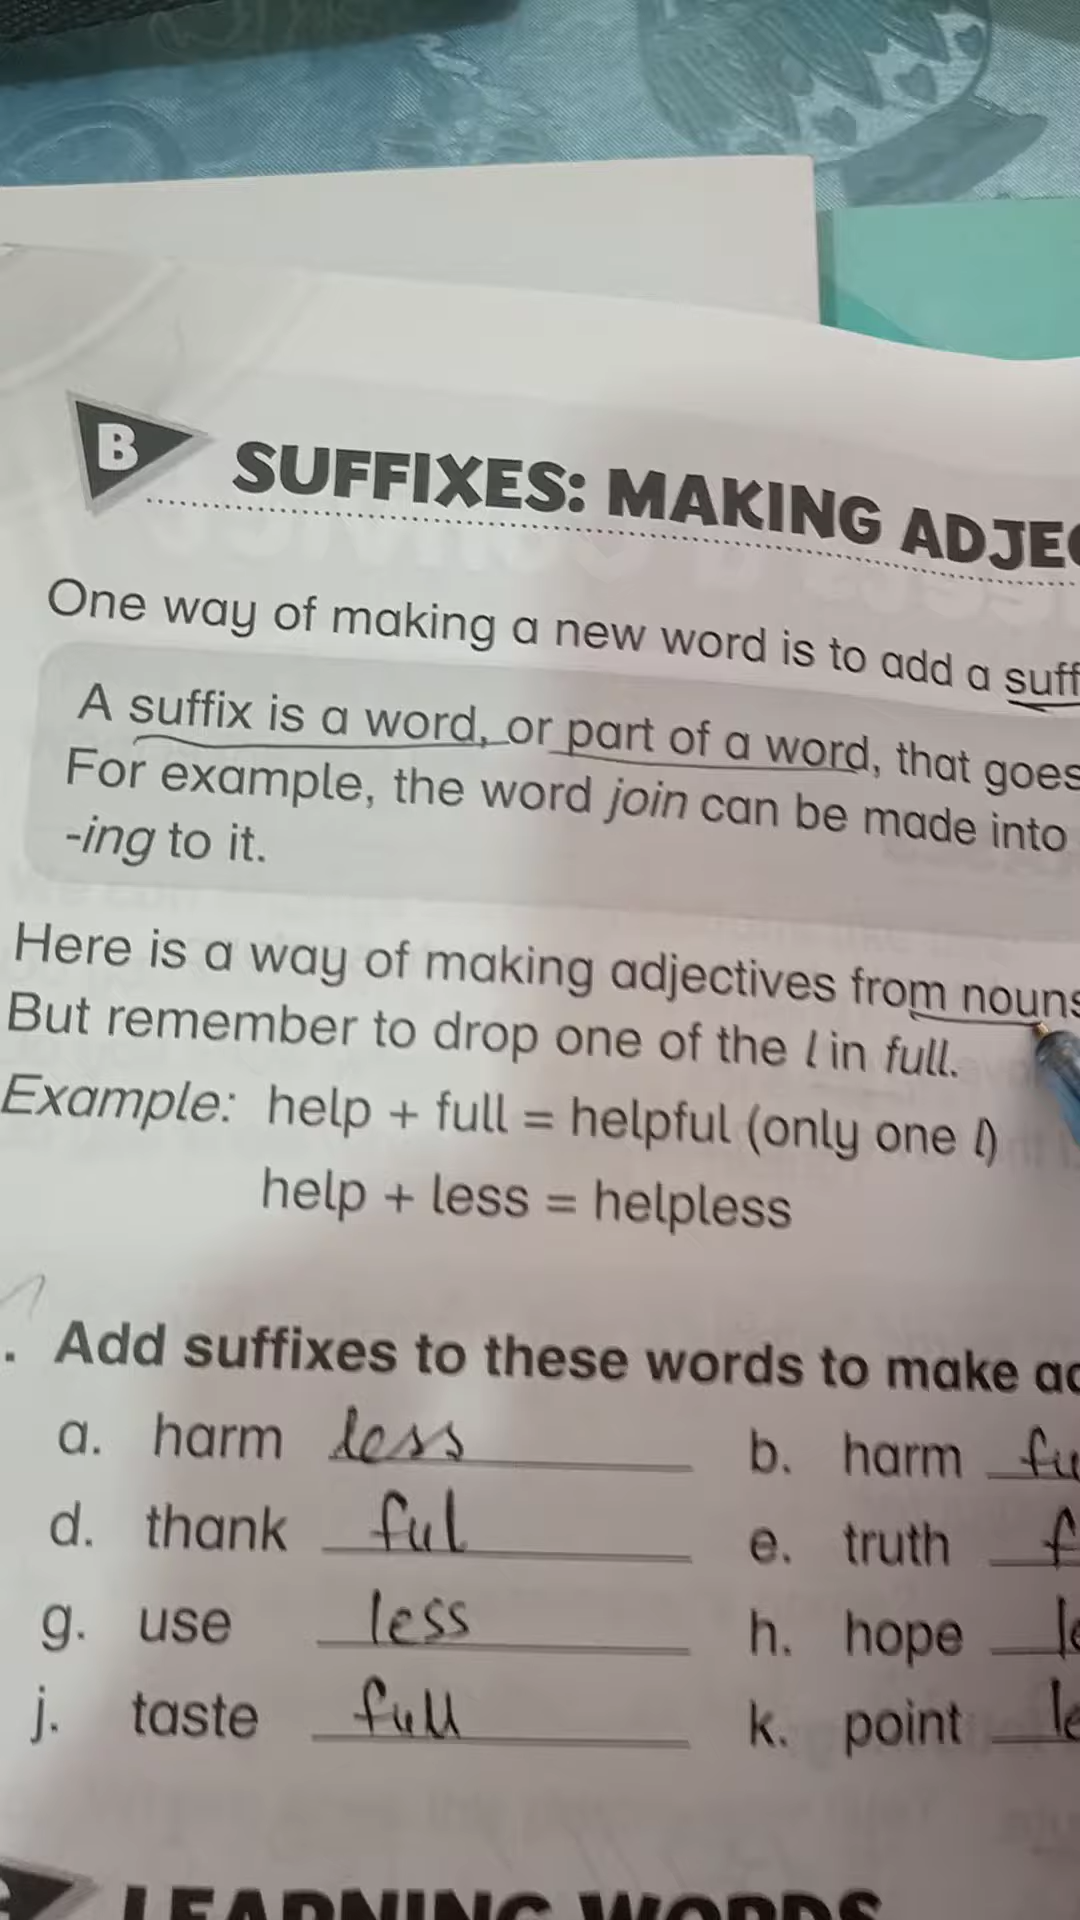 B SUFFIXES: MAKING
One way of making a new word is to add a
A suffix is a word, or part of a word, that goes
For example, the word join can be made into
-ing to it.
Here is a way of making adjectives from nouns
But remember to drop one of the l in full.
Example: help + full = helpful (only one l)
help + less = helpless
. Add suffixes to these words to make
a. harm less b. harm
d. thank ful e. truth
g. use less h. hope
j. taste full k. point
LEARNING WORDS